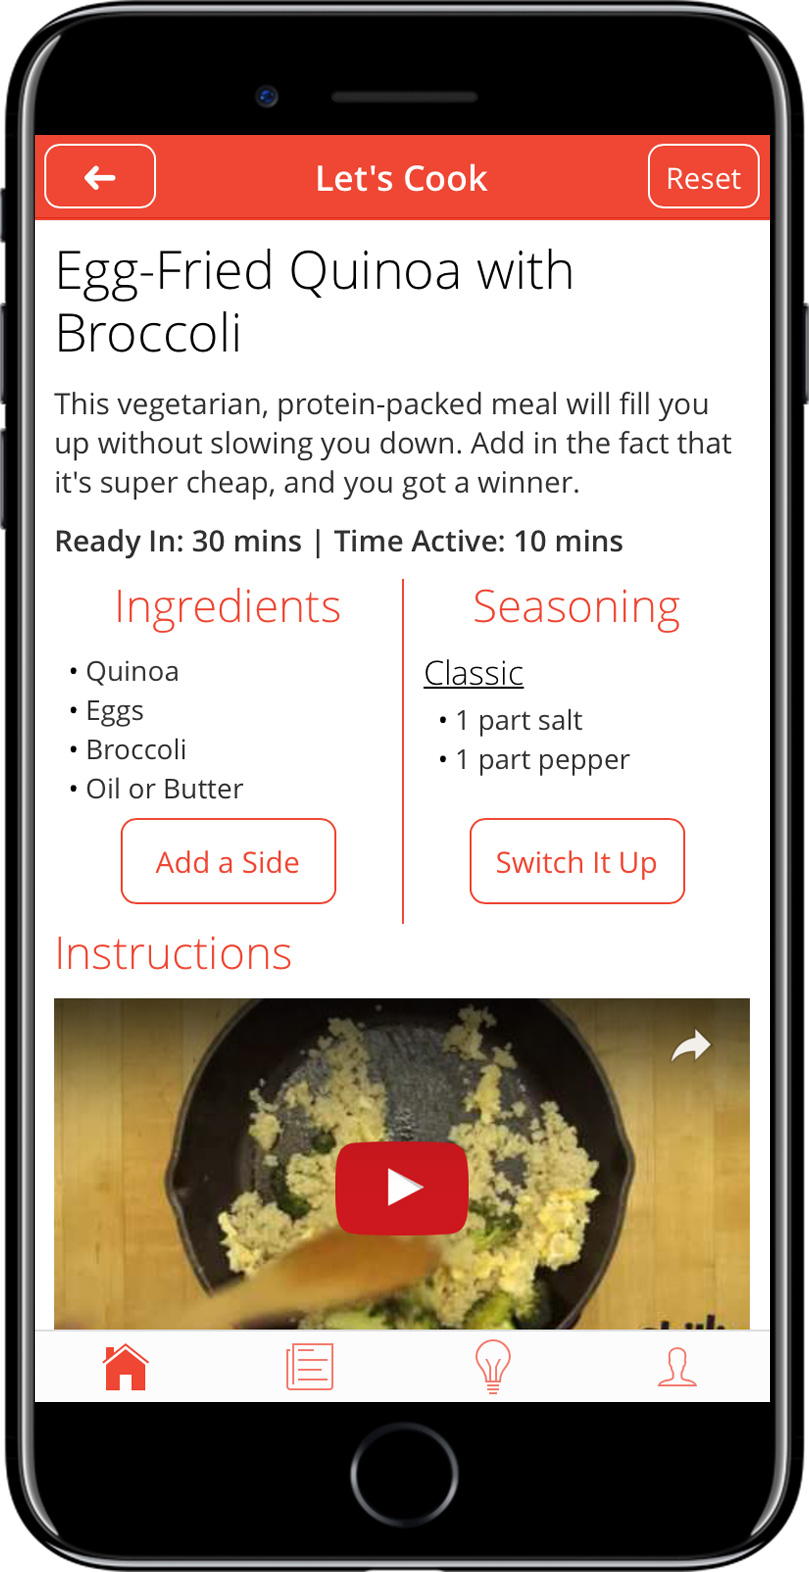 Let's Cook
Reset
Egg-Fried Quinoa with
Broccoli
This vegetarian, protein-packed meal will fill you
up without slowing you down. Add in the fact that
it's super cheap, and you got a winner.
Ready In: 30 mins | Time Active: 10 mins
Ingredients
• Quinoa
• Eggs
• Broccoli
• Oil or Butter
Add a Side
Seasoning
Classic
• 1 part salt
• 1 part pepper
Switch It Up
Instructions